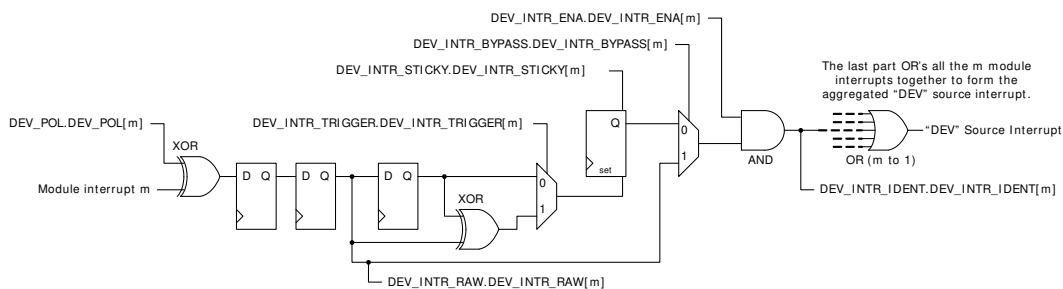 DEV_INTR_ENA.DEV_INTR_ENA[m]
DEV_INTR_BYPASS.DEV_INTR_BYPASS[m]
DEV_INTR_STICKY.DEV_INTR_STICKY[m]
The last part OR's all the m module
interrupts together to form the
aggregated “DEV” source interrupt.
DEV_POL.DEV_POL[m]
DEV_INTR_TRIGGER.DEV_INTR_TRIGGER[m]
Q
0
“DEV” Source Interrupt
XOR
1
AND
OR (m to 1)
set
D Q
D Q
D Q
0
Module interrupt m
XOR
1
DEV_INTR_IDENT.DEV_INTR_IDENT[m]
DEV_INTR_RAW.DEV_INTR_RAW[m]